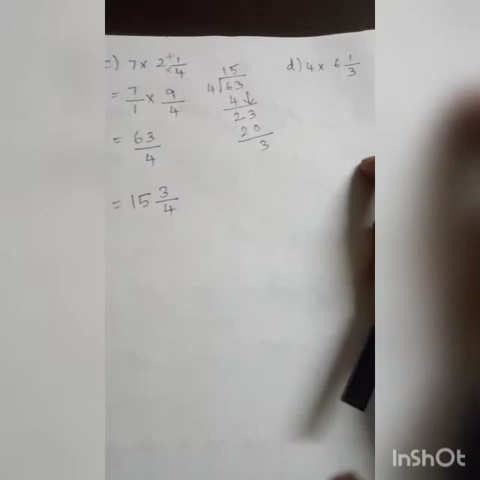 c) 7 × 2 1/4
= 7/1 × 9/4
= 63/4
= 15 3/4
15
4√63
4↓
23
20
3
d) 4 × 6 1/3
InShOt